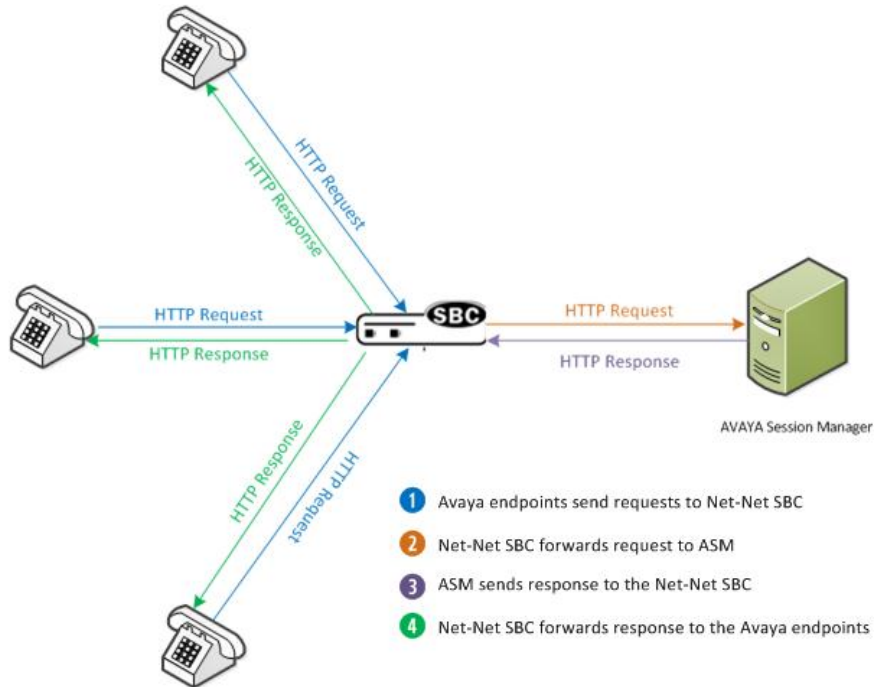 HTTP Request
HTTP Response
HTTP Request
HTTP Response
SBC
HTTP Request
HTTP Response
HTTP Response
HTTP Request
AVAYA Session Manager
1 Avaya endpoints send requests to Net-Net SBC
2 Net-Net SBC forwards request to ASM
3 ASM sends response to the Net-Net SBC
4 Net-Net SBC forwards response to the Avaya endpoints